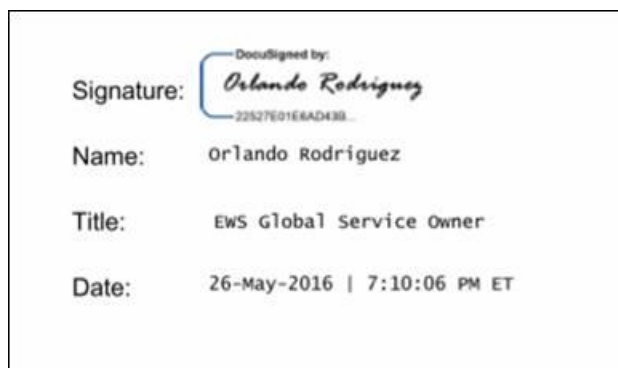 DocuSigned by:
Signature: Orlando Rodriguez
22527E01E6AD43B...
Name: Orlando Rodriguez
Title: EWS Global Service Owner
Date: 26-May-2016 | 7:10:06 PM ET